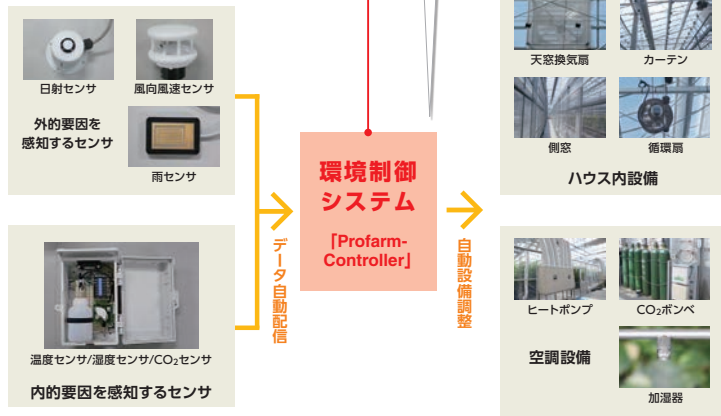 日射センサ
風向風速センサ
外的要因を
感知するセンサ
雨センサ
温度センサ/湿度センサ/CO₂センサ
内的要因を感知するセンサ
データ自動配信
環境制御
システム
「Profarm-
Controller」
自動設備調整
天窓換気扇
カーテン
側窓
循環扇
ハウス内設備
ヒートポンプ
CO₂ボンベ
空調設備
加湿器